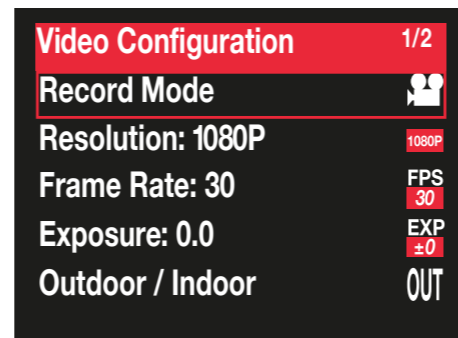 Video Configuration 1/2
Record Mode
Resolution: 1080P 1080P
Frame Rate: 30 FPS 30
Exposure: 0.0 EXP ±0
Outdoor / Indoor OUT